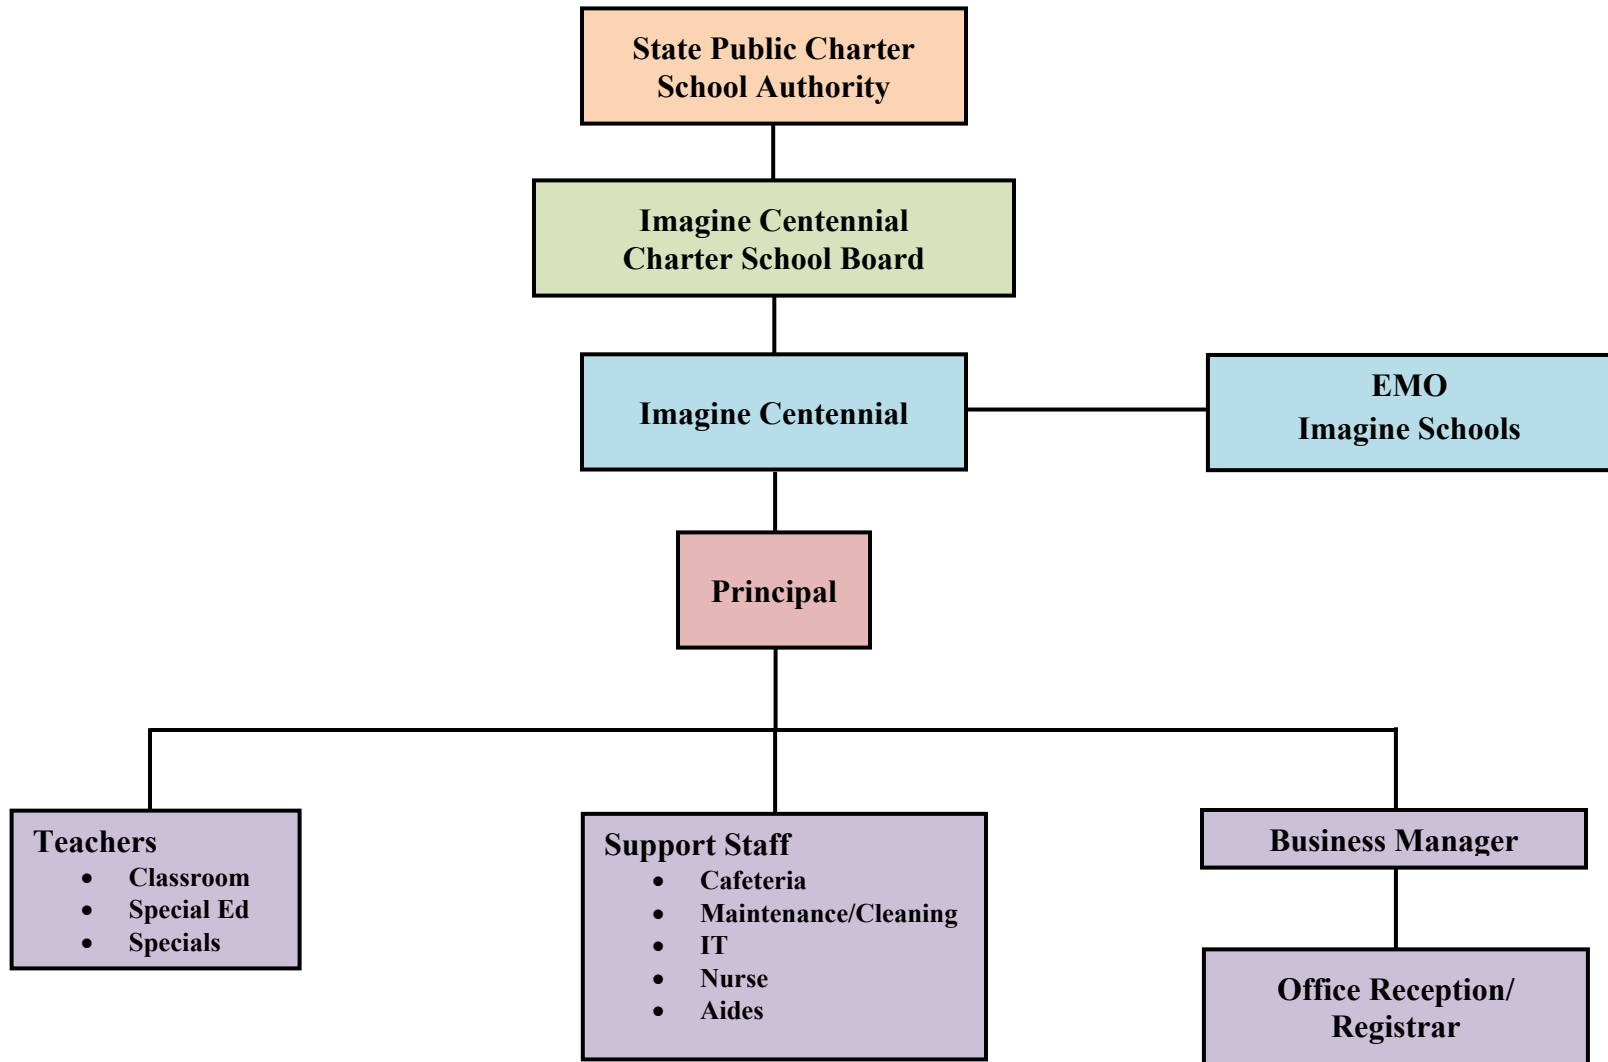 State Public Charter
School Authority
Imagine Centennial
Charter School Board
Imagine Centennial
EMO
Imagine Schools
Principal
Teachers
• Classroom
• Special Ed
• Specials
Support Staff
• Cafeteria
• Maintenance/Cleaning
• IT
• Nurse
• Aides
Business Manager
Office Reception/
Registrar